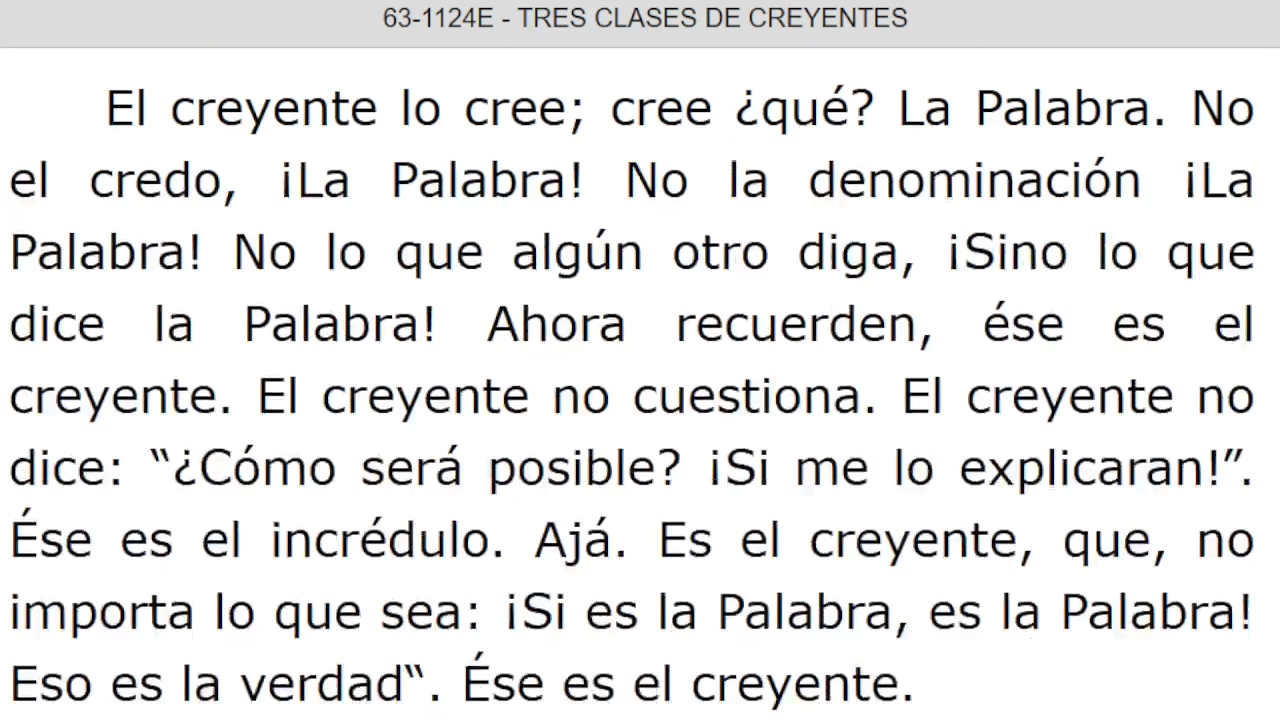 63-1124E - TRES CLASES DE CREYENTES
El creyente lo cree; cree ¿qué? La Palabra. No
el credo, ¡La Palabra! No la denominación ¡La
Palabra! No lo que algún otro diga, ¡Sino lo que
dice la Palabra! Ahora recuerden, ése es el
creyente. El creyente no cuestiona. El creyente no
dice: “¿Cómo será posible? ¡Si me lo explicaran!”.
Ése es el incrédulo. Ajá. Es el creyente, que, no
importa lo que sea: ¡Si es la Palabra, es la Palabra!
Eso es la verdad“. Ése es el creyente.